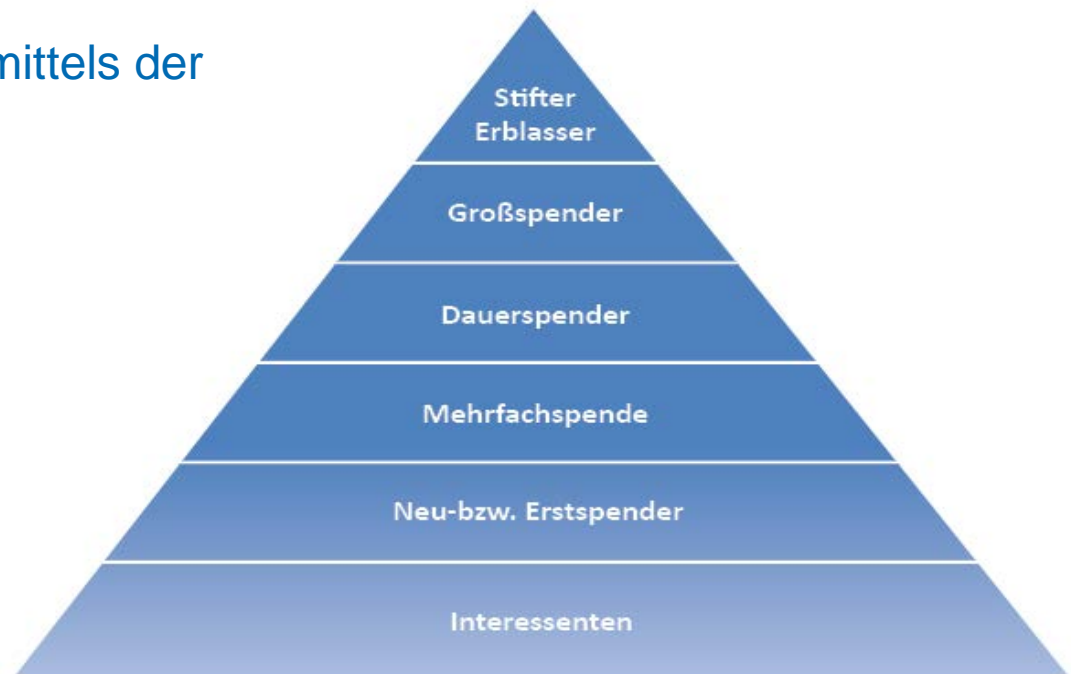 mittels der
Stifter
Erblasser
Großspender
Dauerspender
Mehrfachspende
Neu-bzw. Erstspender
Interessenten